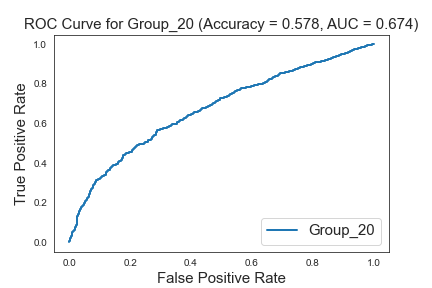 ROC Curve for Group_20 (Accuracy = 0.578, AUC = 0.674)
True Positive Rate
1.0
0.8
0.6
0.4
0.2
0.0
Group_20
0.0 0.2 0.4 0.6 0.8 1.0
False Positive Rate